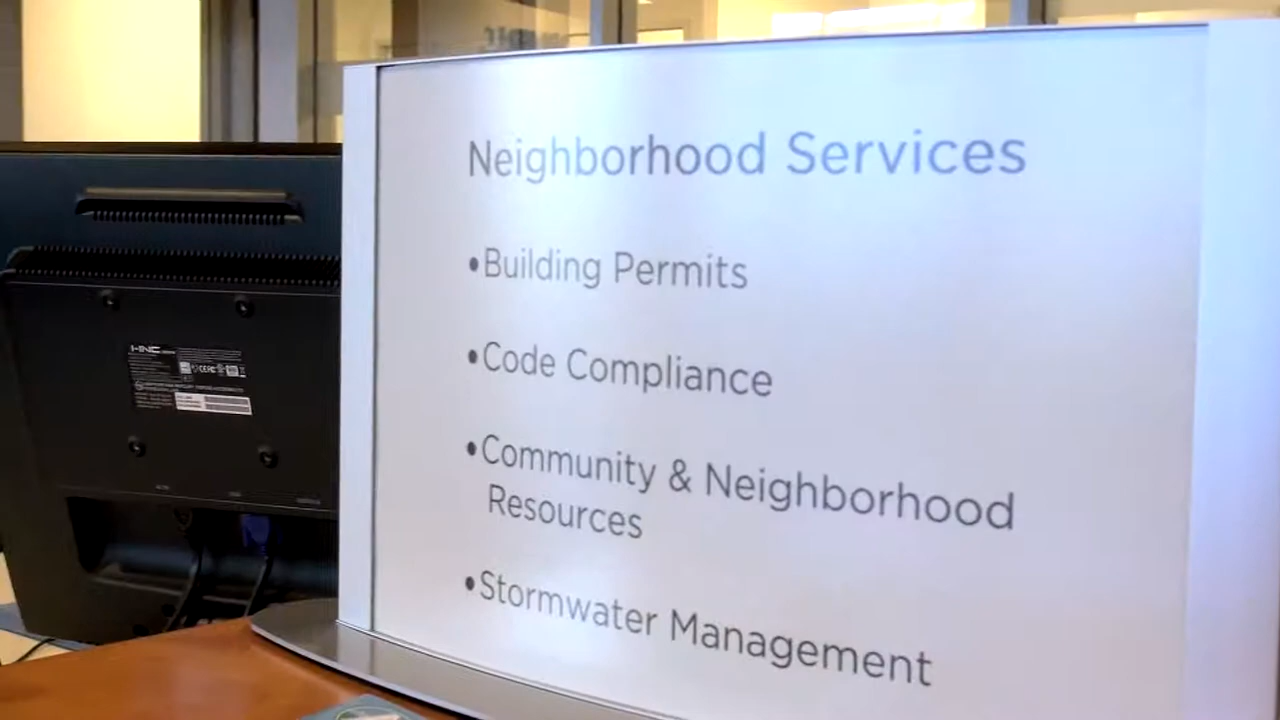 Neighborhood Services
•Building Permits
•Code Compliance
•Community & Neighborhood
Resources
•Stormwater Management